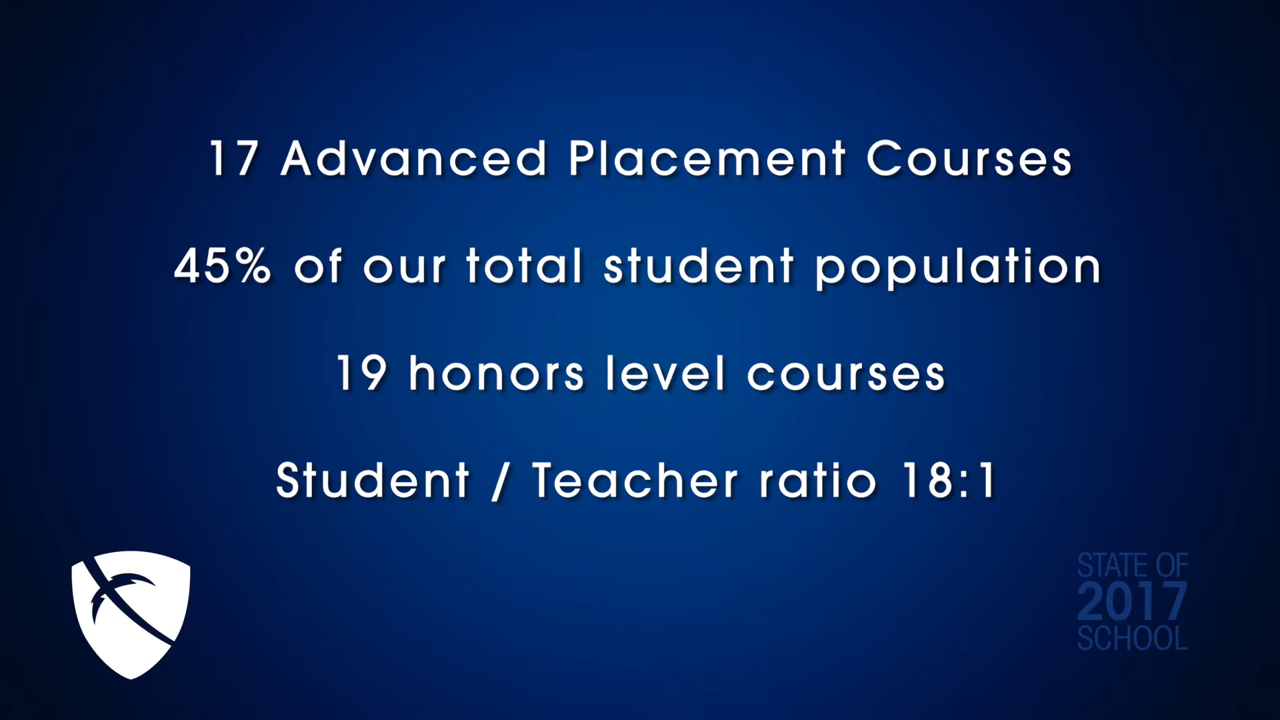 17 Advanced Placement Courses
45% of our total student population
19 honors level courses
Student / Teacher ratio 18:1
STATE OF
2017
SCHOOL